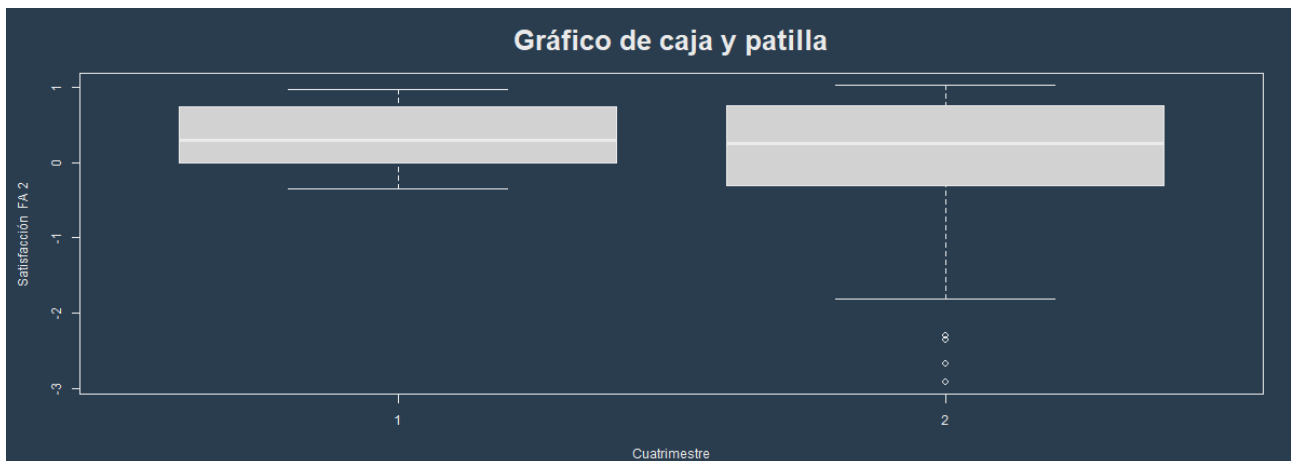 Gráfico de caja y patilla
Satisfacción FA 2
1
0
-1
-2
-3
1
2
Cuatrimestre